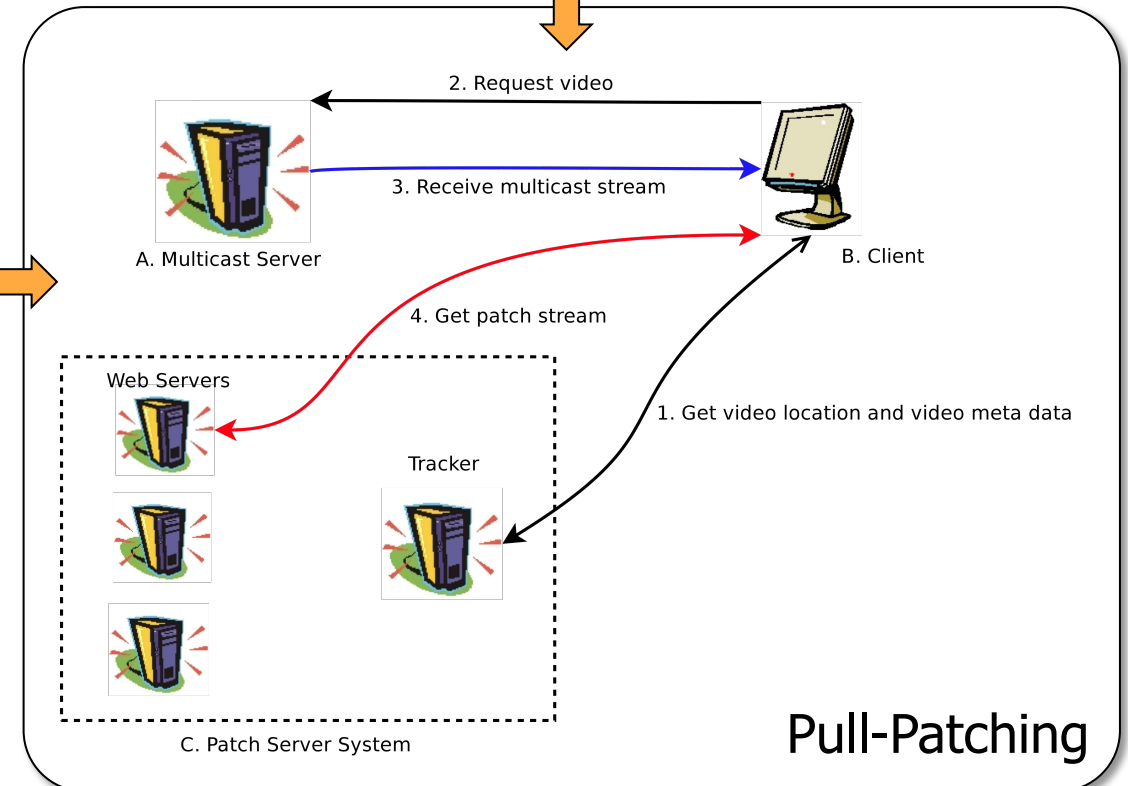 2. Request video
3. Receive multicast stream
A. Multicast Server
B. Client
4. Get patch stream
Web Servers
1. Get video location and video meta data
Tracker
C. Patch Server System
Pull-Patching